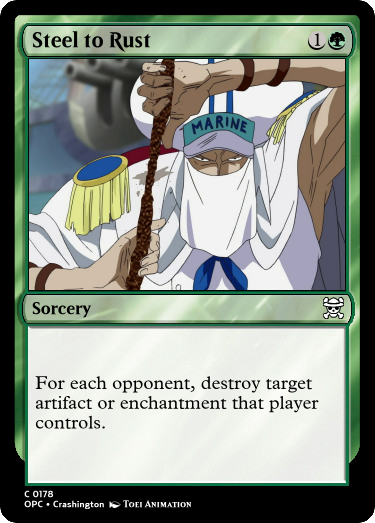 Steel to Rust 1
MARINE
Sorcery
For each opponent, destroy target
artifact or enchantment that player
controls.
C 0178
OPC • Crashington TOEI ANIMATION